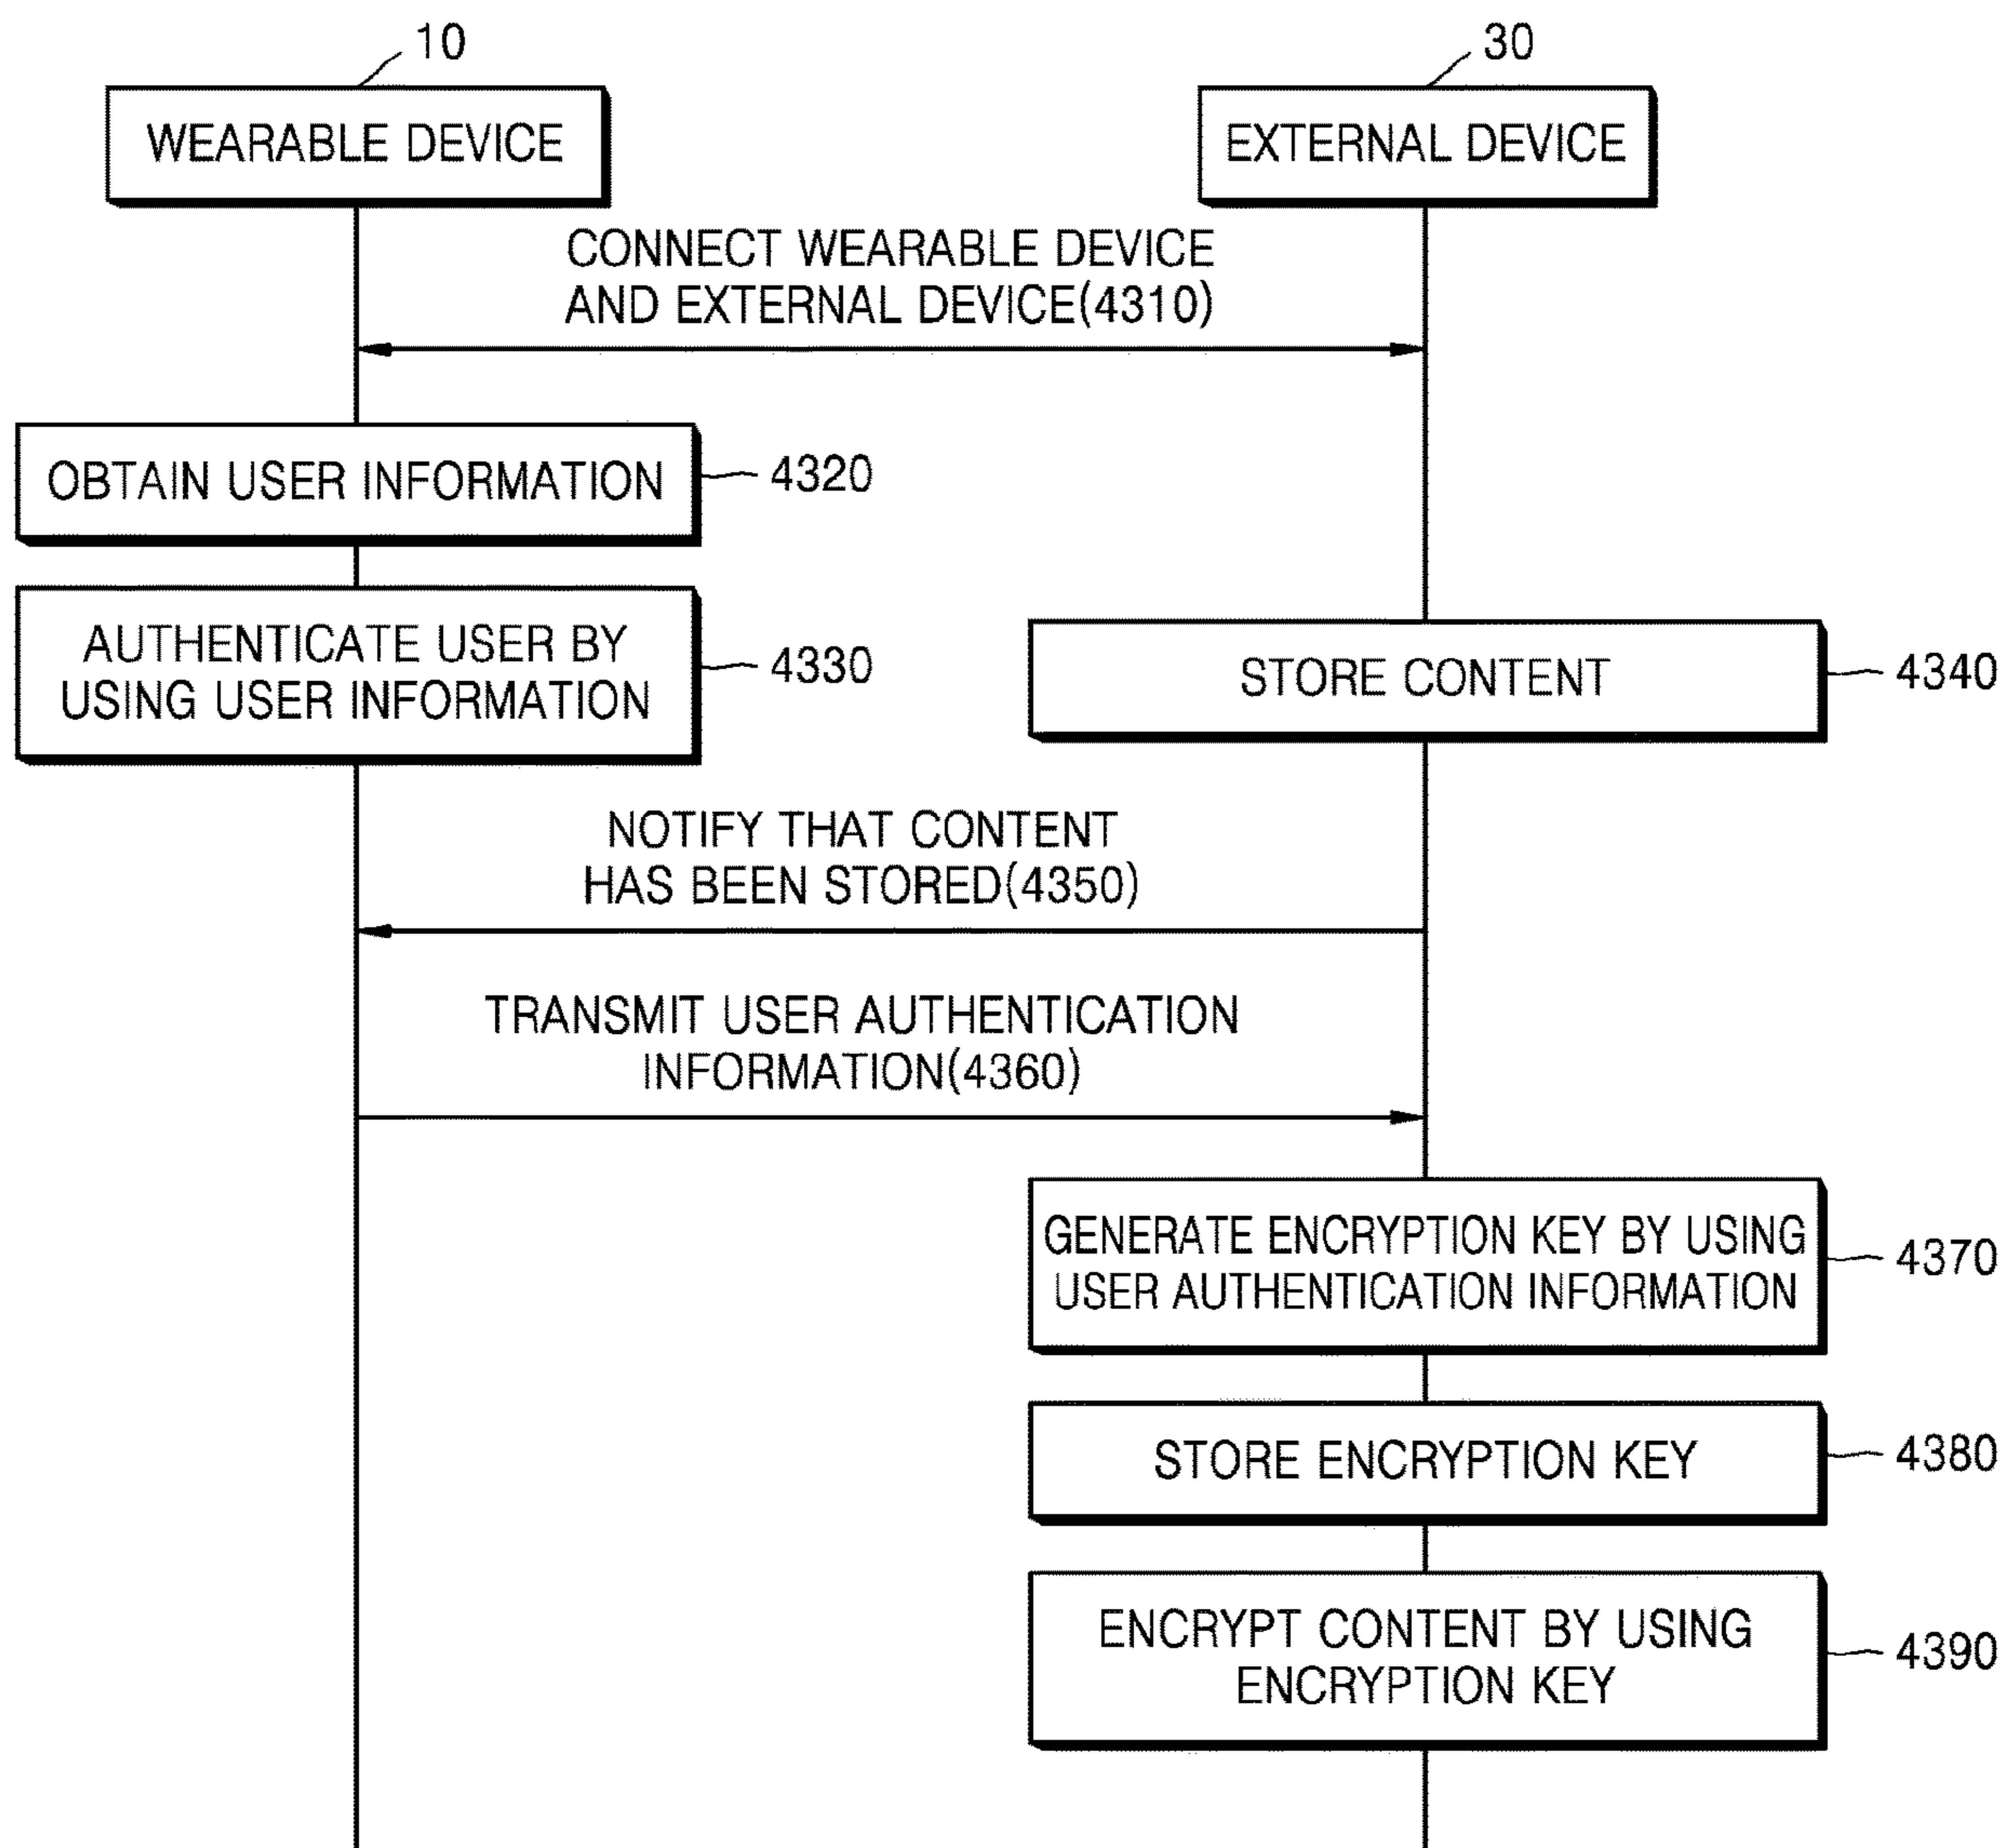 10
30
WEARABLE DEVICE
EXTERNAL DEVICE
CONNECT WEARABLE DEVICE
AND EXTERNAL DEVICE(4310)
OBTAIN USER INFORMATION
4320
AUTHENTICATE USER BY
USING USER INFORMATION
4330
STORE CONTENT
4340
NOTIFY THAT CONTENT
HAS BEEN STORED(4350)
TRANSMIT USER AUTHENTICATION
INFORMATION(4360)
GENERATE ENCRYPTION KEY BY USING
USER AUTHENTICATION INFORMATION
4370
STORE ENCRYPTION KEY
4380
ENCRYPT CONTENT BY USING
ENCRYPTION KEY
4390